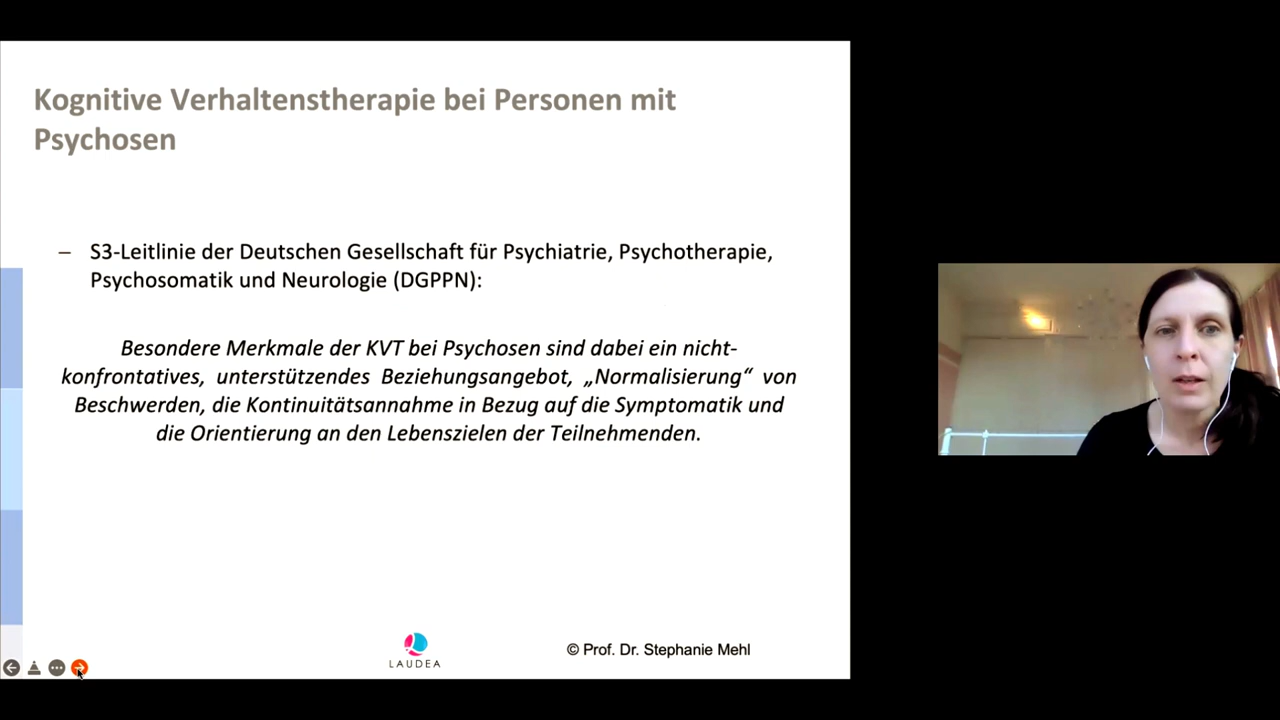 Kognitive Verhaltenstherapie bei Personen mit
Psychosen
– S3-Leitlinie der Deutschen Gesellschaft für Psychiatrie, Psychotherapie,
Psychosomatik und Neurologie (DGPPN):
Besondere Merkmale der KVT bei Psychosen sind dabei ein nicht-
konfrontatives, unterstützendes Beziehungsangebot, „Normalisierung“ von
Beschwerden, die Kontinuitätsannahme in Bezug auf die Symptomatik und
die Orientierung an den Lebenszielen der Teilnehmenden.
LAUDEA
© Prof. Dr. Stephanie Mehl